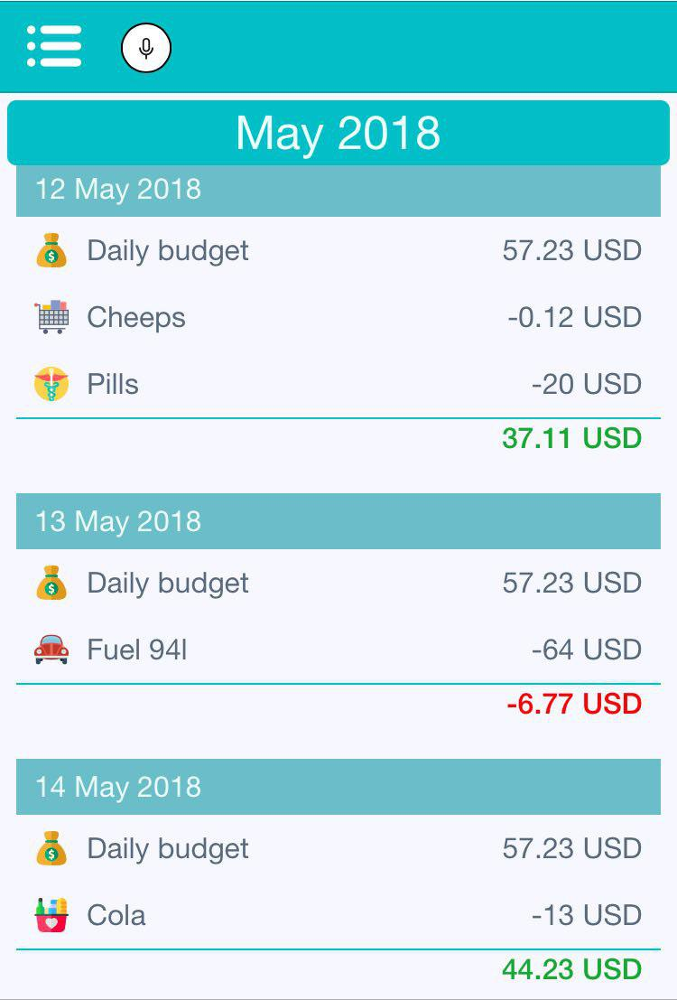 May 2018
12 May 2018
Daily budget 57.23 USD
Cheeps -0.12 USD
Pills -20 USD
37.11 USD
13 May 2018
Daily budget 57.23 USD
Fuel 94l -64 USD
-6.77 USD
14 May 2018
Daily budget 57.23 USD
Cola -13 USD
44.23 USD